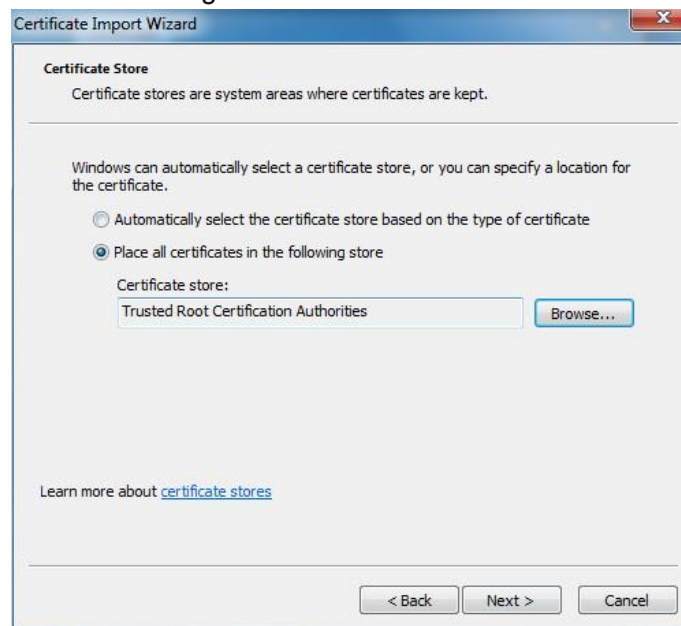 Certificate Import Wizard
Certificate Store
Certificate stores are system areas where certificates are kept.
Windows can automatically select a certificate store, or you can specify a location for
the certificate.
Automatically select the certificate store based on the type of certificate
Place all certificates in the following store
Certificate store:
Trusted Root Certification Authorities
Browse...
Learn more about certificate stores
< Back
Next >
Cancel